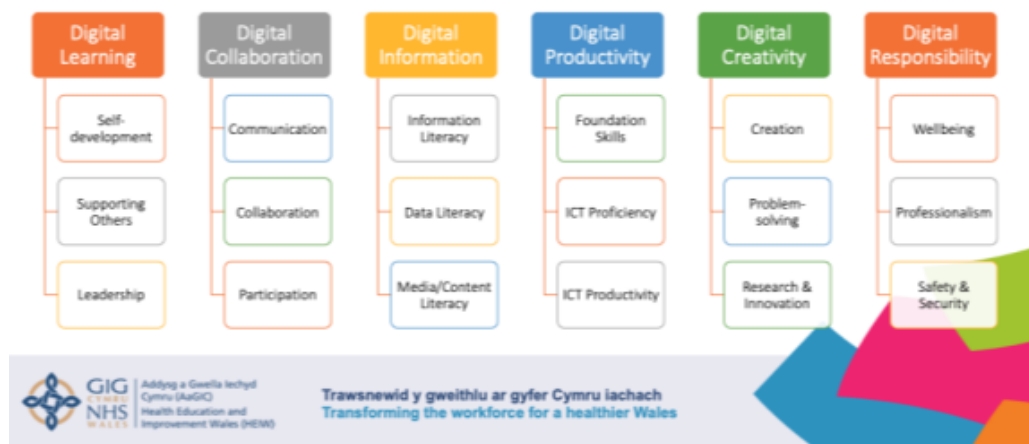 Digital
Learning
Self-
development
Supporting
Others
Leadership
Digital
Collaboration
Communication
Collaboration
Participation
Digital
Information
Information
Literacy
Data Literacy
Media/Content
Literacy
Digital
Productivity
Foundation
Skills
ICT Proficiency
ICT Productivity
Digital
Creativity
Creation
Problem-
solving
Research &
Innovation
Digital
Responsibility
Wellbeing
Professionalism
Safety &
Security
GIG
CYMRU
NHS
WALES
Addysg a Gwella Iechyd
Cymru (AaGIC)
Health Education and
Improvement Wales (HEIW)
Trawsnewid y gweithlu ar gyfer Cymru iachach
Transforming the workforce for a healthier Wales